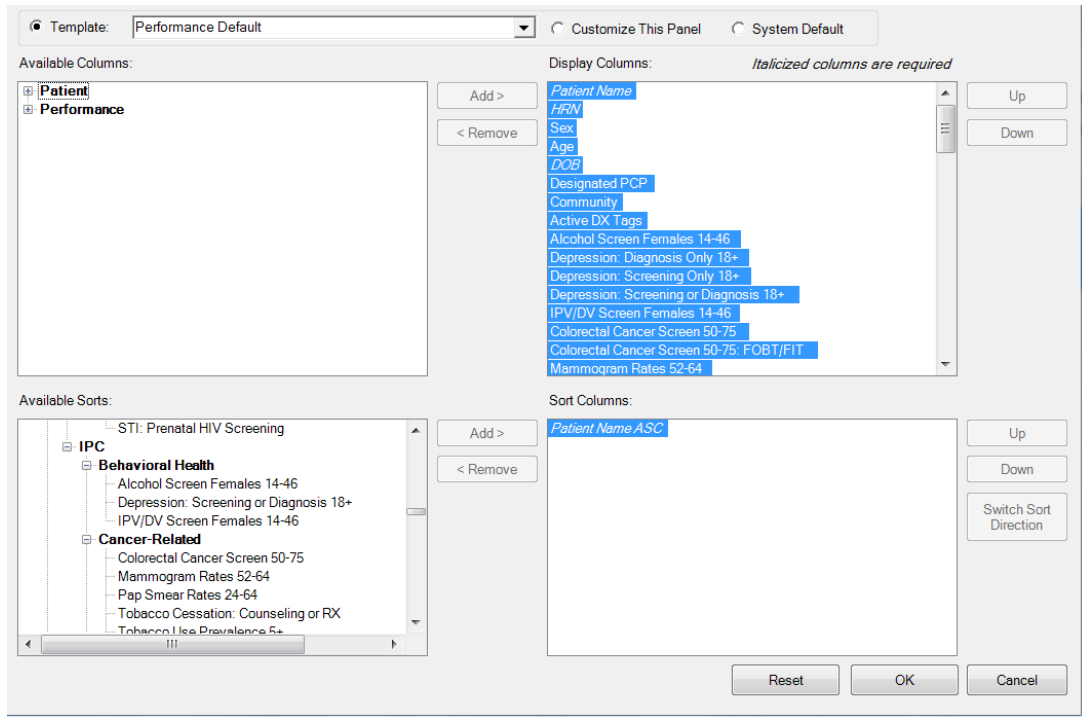 Template: Performance Default Customize This Panel System Default
Available Columns:
Patient
Performance
Add >
< Remove
Display Columns: Italicized columns are required
Patient Name
HRN
Sex
Age
DOB
Designated PCP
Community
Active DX Tags
Alcohol Screen Females 14-46
Depression: Diagnosis Only 18+
Depression: Screening Only 18+
Depression: Screening or Diagnosis 18+
IPV/DV Screen Females 14-46
Colorectal Cancer Screen 50-75
Colorectal Cancer Screen 50-75: FOBT/FIT
Mammogram Rates 52-64
Up
Down
Available Sorts:
STI: Prenatal HIV Screening
IPC
Behavioral Health
Alcohol Screen Females 14-46
Depression: Screening or Diagnosis 18+
IPV/DV Screen Females 14-46
Cancer-Related
Colorectal Cancer Screen 50-75
Mammogram Rates 52-64
Pap Smear Rates 24-64
Tobacco Cessation: Counseling or RX
Tobacco Use Prevalence 5+
Add >
< Remove
Sort Columns:
Patient Name ASC
Up
Down
Switch Sort
Direction
Reset OK Cancel